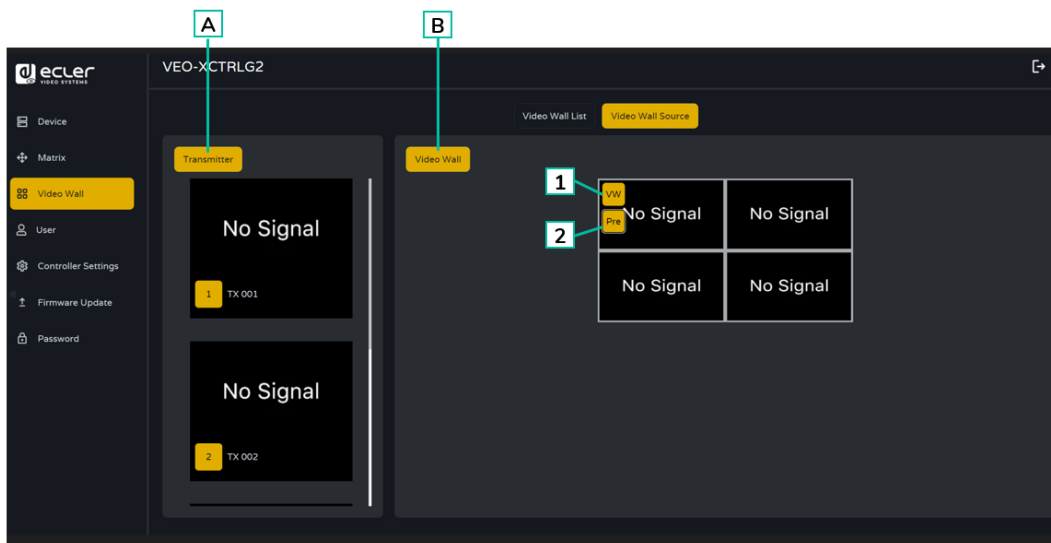 A
B
ecler
VIDEO SYSTEMS
VEO-XCTRLG2
Device
Matrix
Video Wall
User
Controller Settings
Firmware Update
Password
Video Wall List
Video Wall Source
Transmitter
No Signal
1 TX 001
No Signal
2 TX 002
Video Wall
1
2
VW
Pre
No Signal No Signal
No Signal No Signal